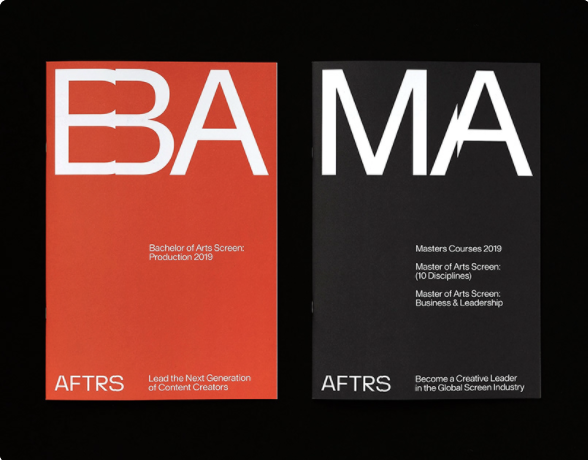 BA
Bachelor of Arts Screen:
Production 2019
AFTRS
Lead the Next Generation
of Content Creators
MA
Masters Courses 2019
Master of Arts Screen:
(10 Disciplines)
Master of Arts Screen:
Business & Leadership
AFTRS
Become a Creative Leader
in the Global Screen Industry